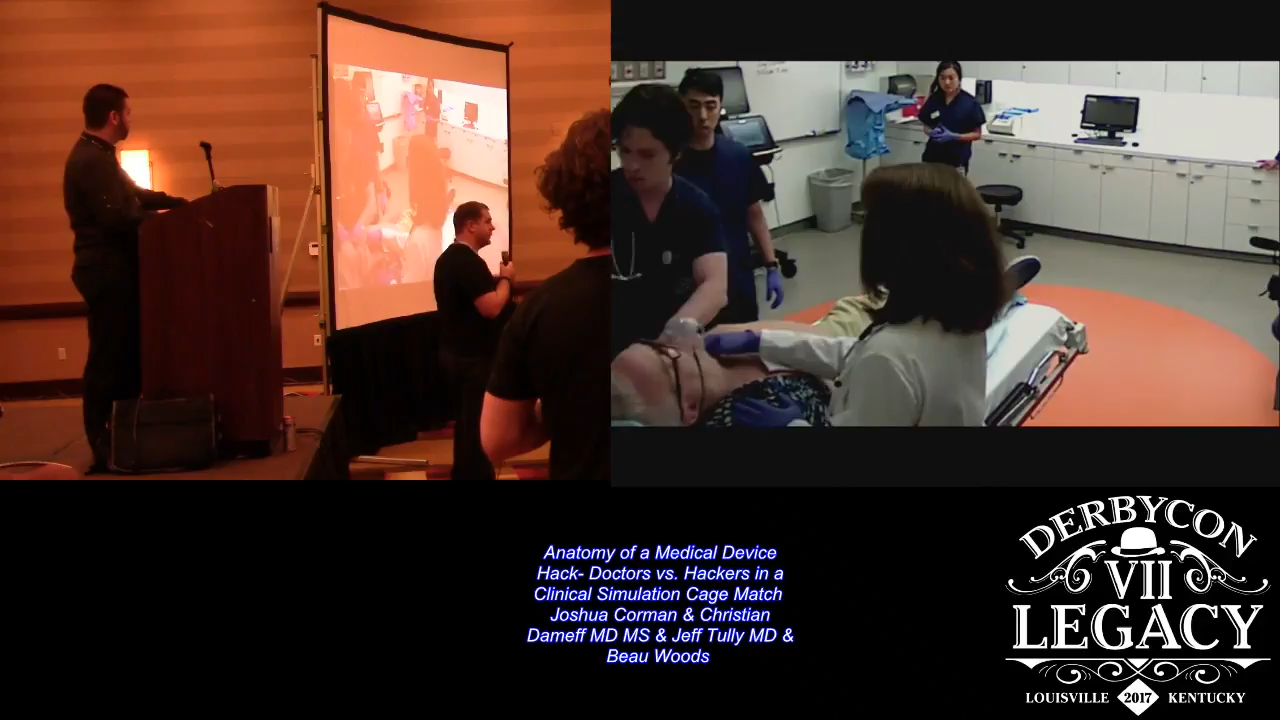 Anatomy of a Medical Device
Hack- Doctors vs. Hackers in a
Clinical Simulation Cage Match
Joshua Corman & Christian
Dameff MD MS & Jeff Tully MD &
Beau Woods
DERBYCON
VII
LEGACY
LOUISVILLE 2017 KENTUCKY